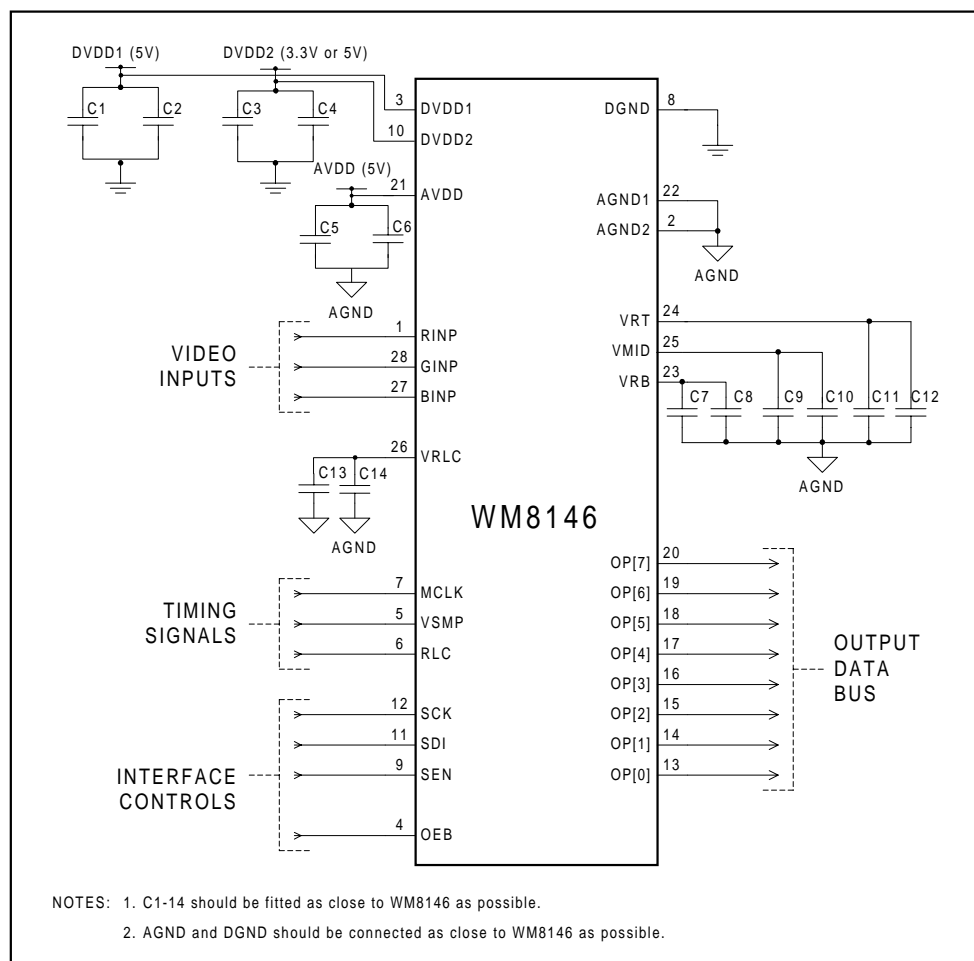 DVDD1 (5V)
DVDD2 (3.3V or 5V)
C1
C2
C3
C4
3
DVDD1
10
DVDD2
AVDD (5V)
21
AVDD
C5
C6
AGND
8
DGND
22
AGND1
2
AGND2
AGND
24
VRT
25
VMID
23
VRB
C7
C8
C9
C10
C11
C12
AGND
VIDEO
INPUTS
1
RINP
28
GINP
27
BINP
26
VRLC
C13
C14
AGND
WM8146
TIMING
SIGNALS
7
MCLK
5
VSMP
6
RLC
INTERFACE
CONTROLS
12
SCK
11
SDI
9
SEN
4
OEB
20
OP[7]
19
OP[6]
18
OP[5]
17
OP[4]
16
OP[3]
15
OP[2]
14
OP[1]
13
OP[0]
OUTPUT
DATA
BUS
NOTES: 1. C1-14 should be fitted as close to WM8146 as possible.
2. AGND and DGND should be connected as close to WM8146 as possible.